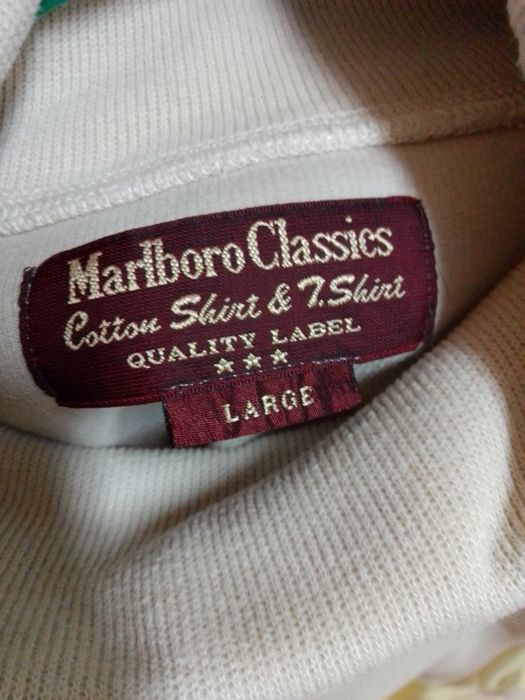 Marlboro Classics
Cotton Shirt & T.Shirt
QUALITY LABEL
★★★
LARGE